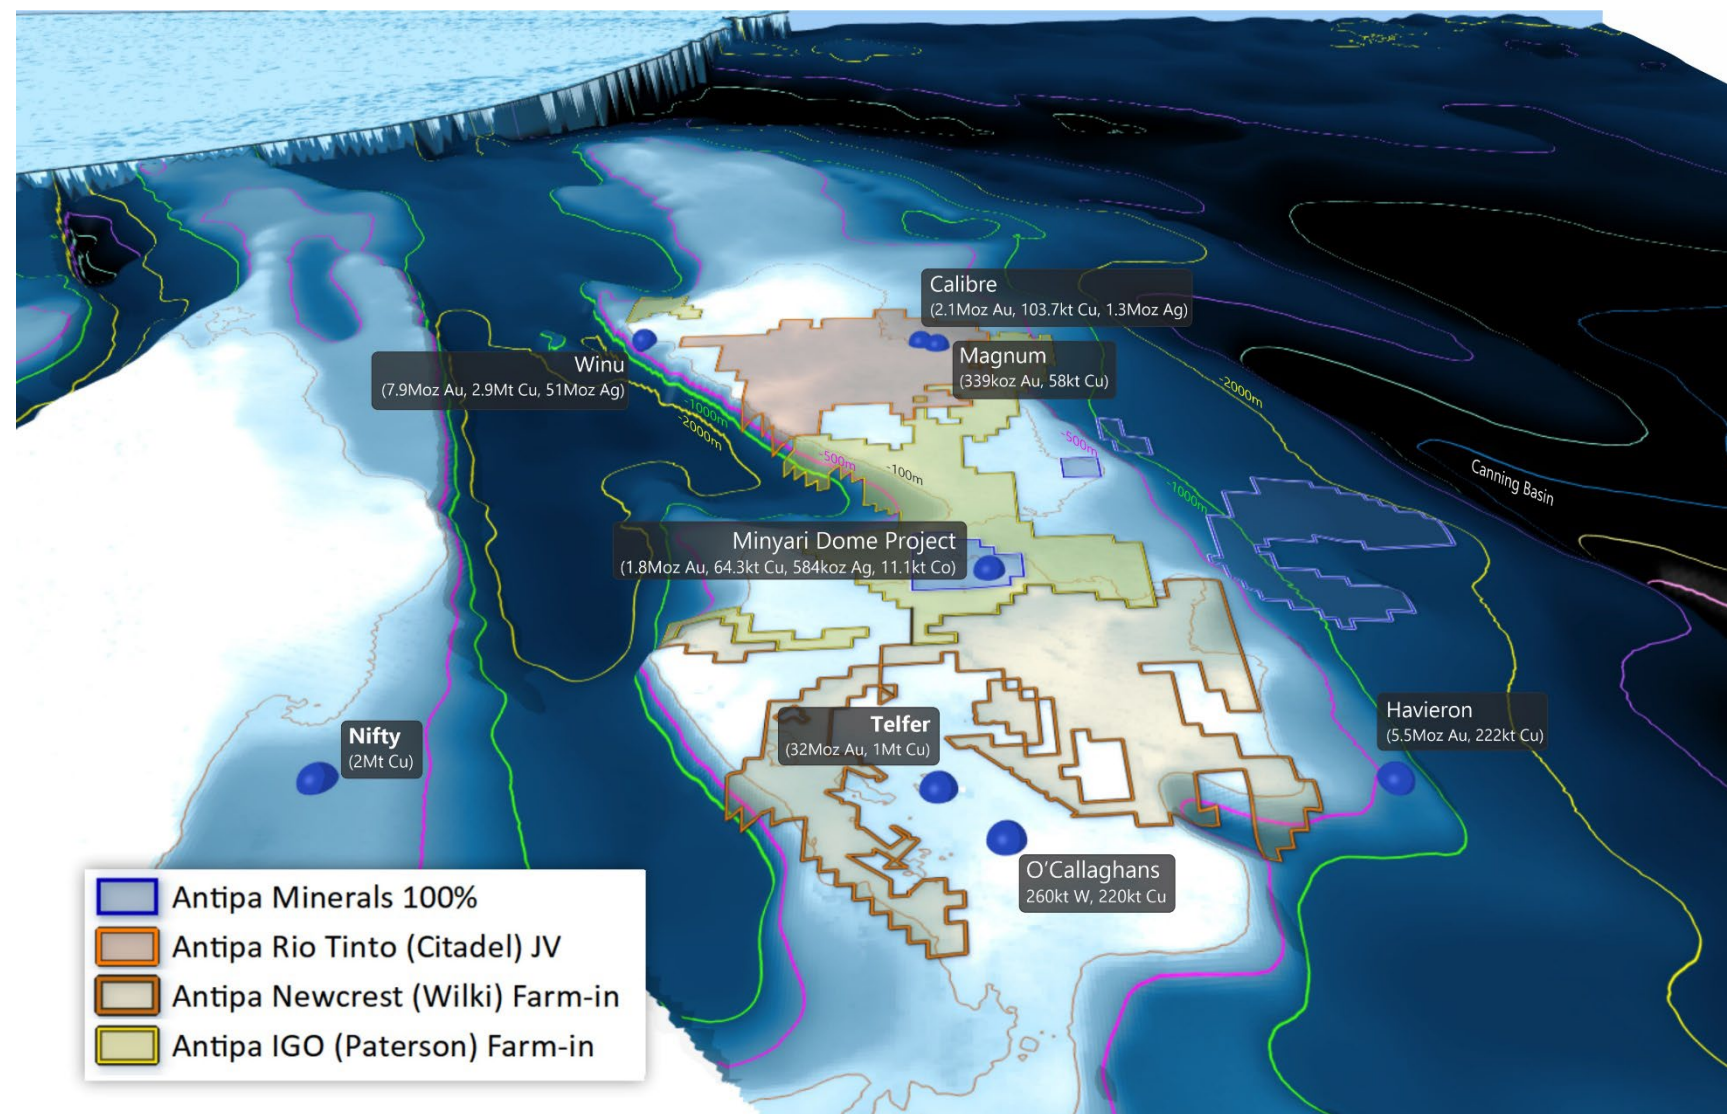 Calibre
(2.1Moz Au, 103.7kt Cu, 1.3Moz Ag)
Winu
(7.9Moz Au, 2.9Mt Cu, 51Moz Ag)
Magnum
(339koz Au, 58kt Cu)
-2000m
-1000m
-2000m
-500m
-500m
-100m
-1000m
Canning Basin
Minyari Dome Project
(1.8Moz Au, 64.3kt Cu, 584koz Ag, 11.1kt Co)
Havieron
(5.5Moz Au, 222kt Cu)
Telfer
(32Moz Au, 1Mt Cu)
Nifty
(2Mt Cu)
O'Callaghans
260kt W, 220kt Cu
Antipa Minerals 100%
Antipa Rio Tinto (Citadel) JV
Antipa Newcrest (Wilki) Farm-in
Antipa IGO (Paterson) Farm-in